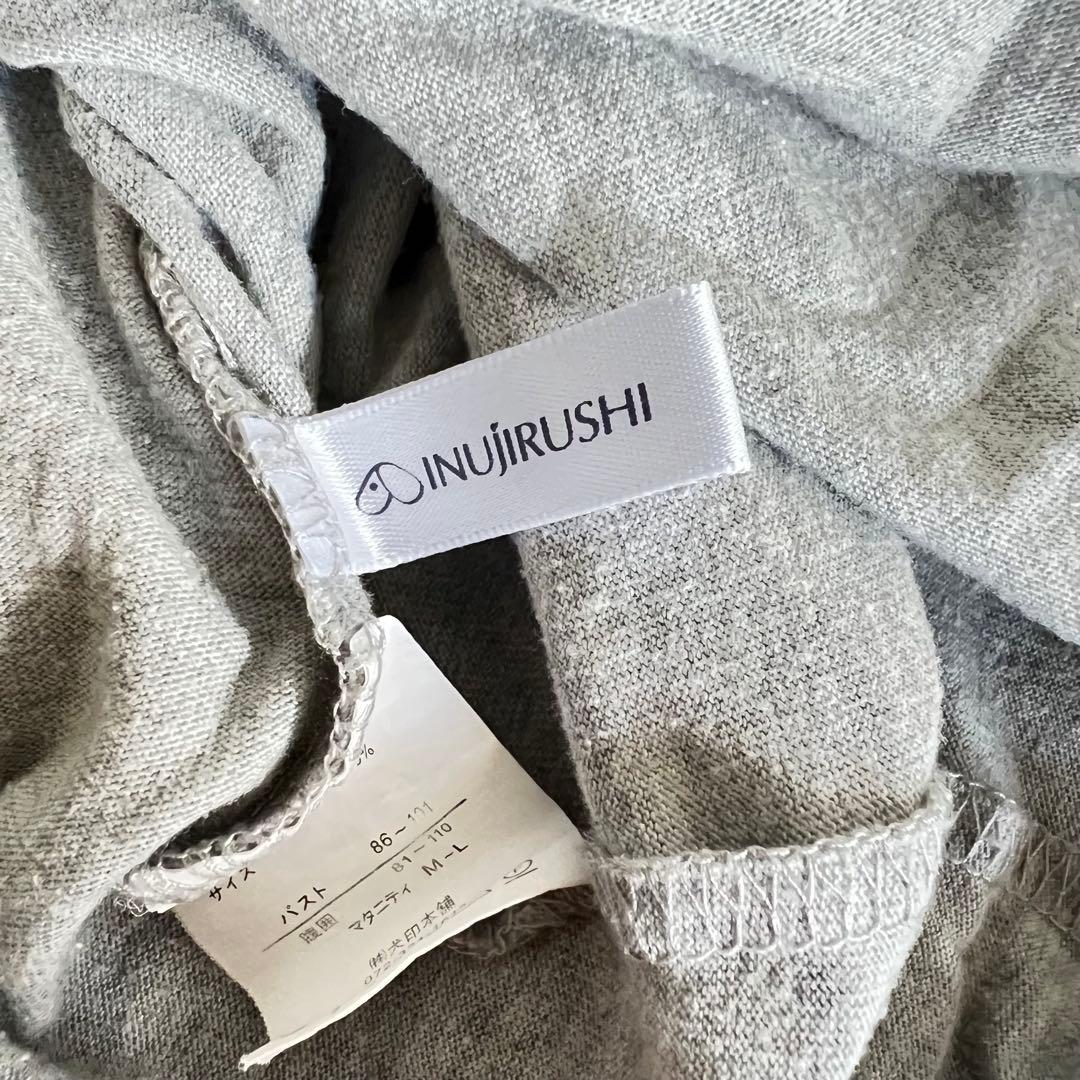 INUJIRUSHI
%
サイズ
バスト 86~101
腹囲 81~110
マタニティ M~L
(株)犬印本舗